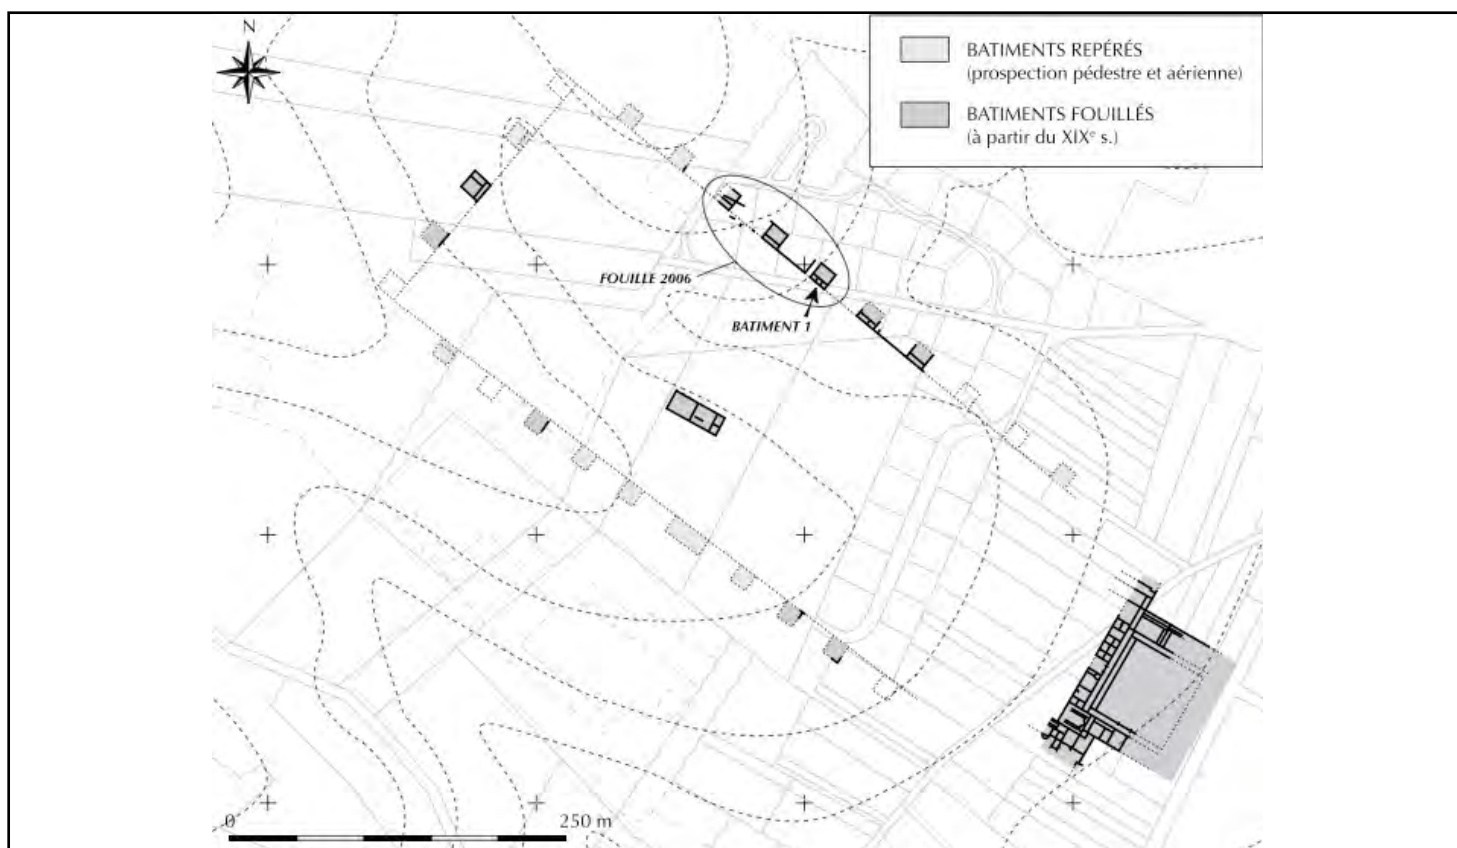 N
BATIMENTS REPÉRÉS
(prospection pédestre et aérienne)
BATIMENTS FOUILLÉS
(à partir du XIXe s.)
FOUILLE 2006
BATIMENT 1
0
250 m